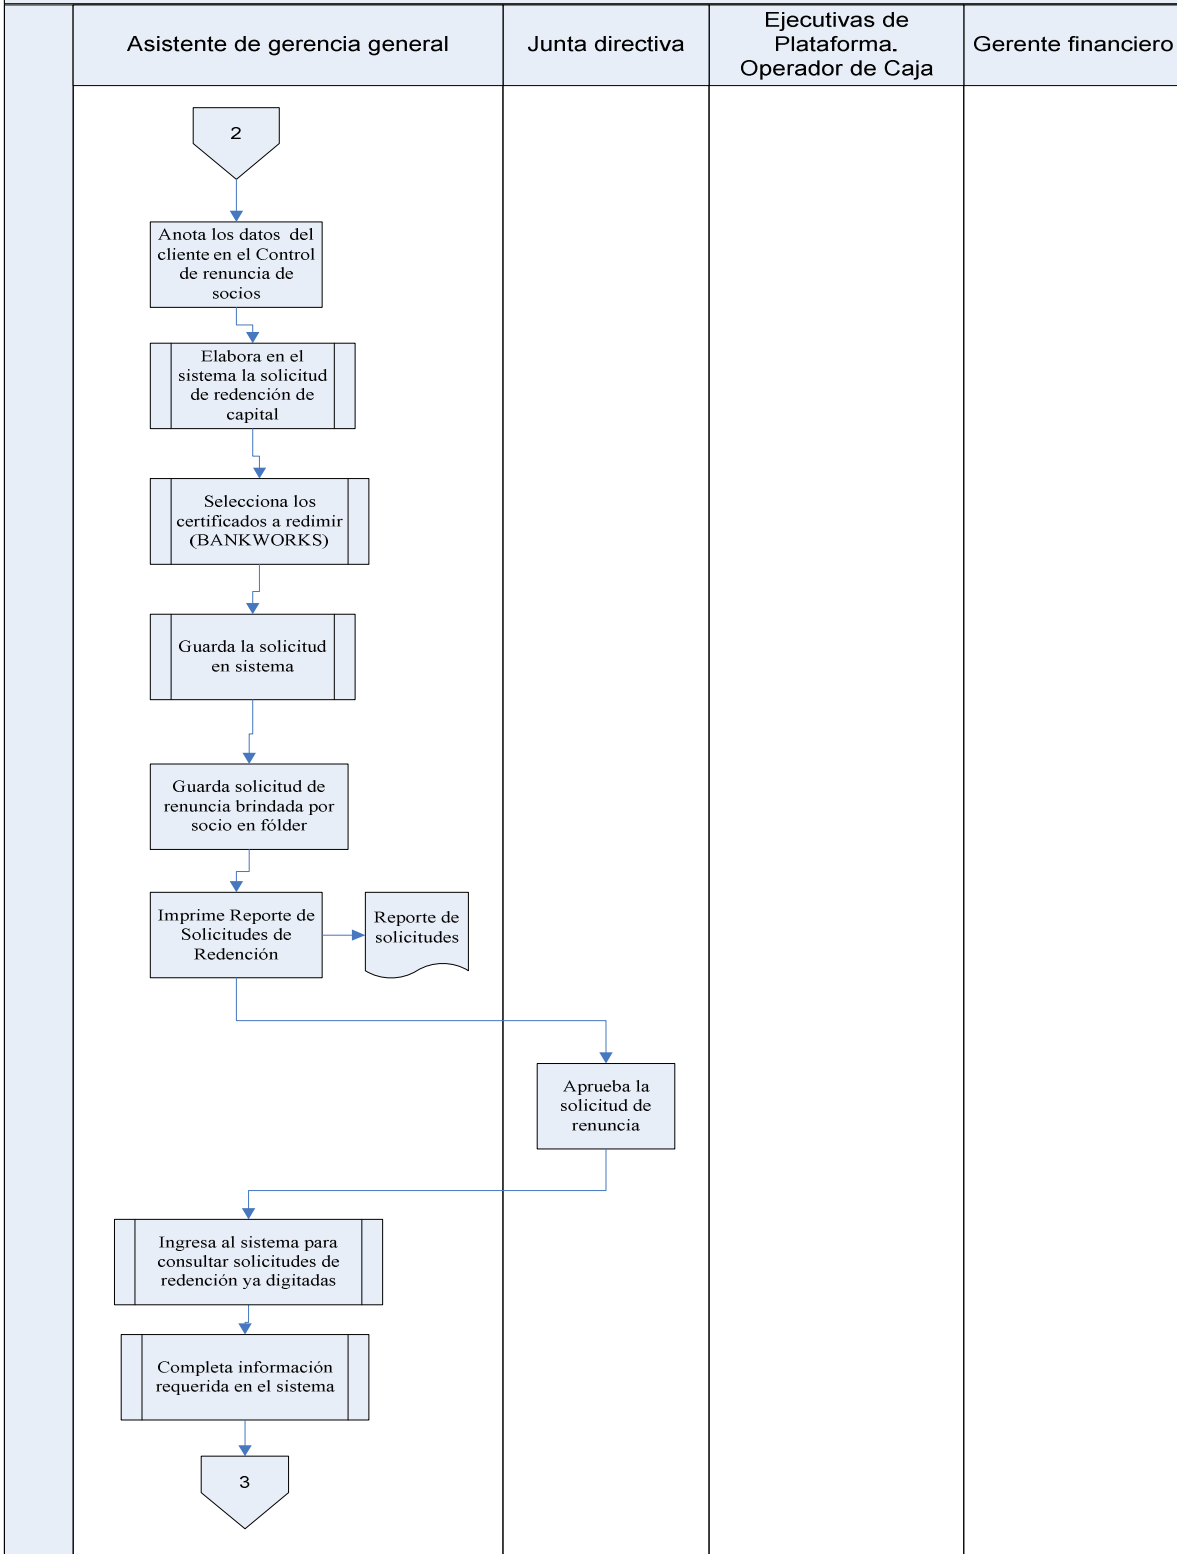 Asistente de gerencia general
Junta directiva
Ejecutivas de
Plataforma.
Operador de Caja
Gerente financiero
2
Anota los datos del
cliente en el Control
de renuncia de
socios
Elabora en el
sistema la solicitud
de redención de
capital
Selecciona los
certificados a redimir
(BANKWORKS)
Guarda la solicitud
en sistema
Guarda solicitud de
renuncia brindada por
socio en fólder
Imprime Reporte de
Solicitudes de
Redención
Reporte de
solicitudes
Aprueba la
solicitud de
renuncia
Ingresa al sistema para
consultar solicitudes de
redención ya digitadas
Completa información
requerida en el sistema
3